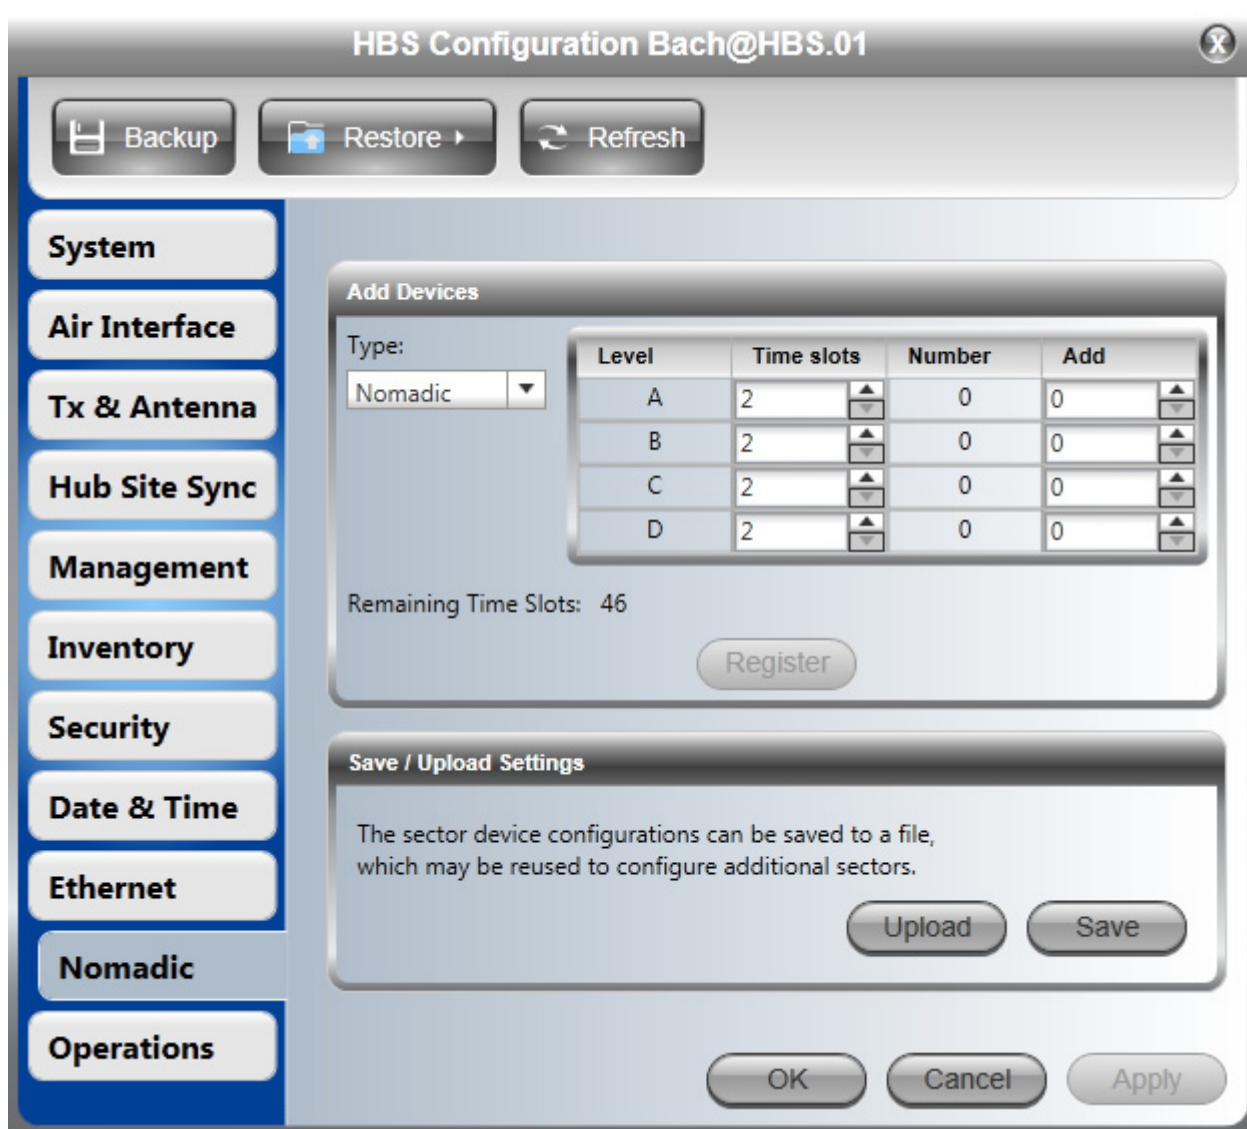 HBS Configuration Bach@HBS.01
Backup Restore Refresh
System
Air Interface
Tx & Antenna
Hub Site Sync
Management
Inventory
Security
Date & Time
Ethernet
Nomadic
Operations
Add Devices
Type:
Nomadic
Level Time slots Number Add
A 2 0 0
B 2 0 0
C 2 0 0
D 2 0 0
Remaining Time Slots: 46
Register
Save / Upload Settings
The sector device configurations can be saved to a file,
which may be reused to configure additional sectors.
Upload Save
OK Cancel Apply